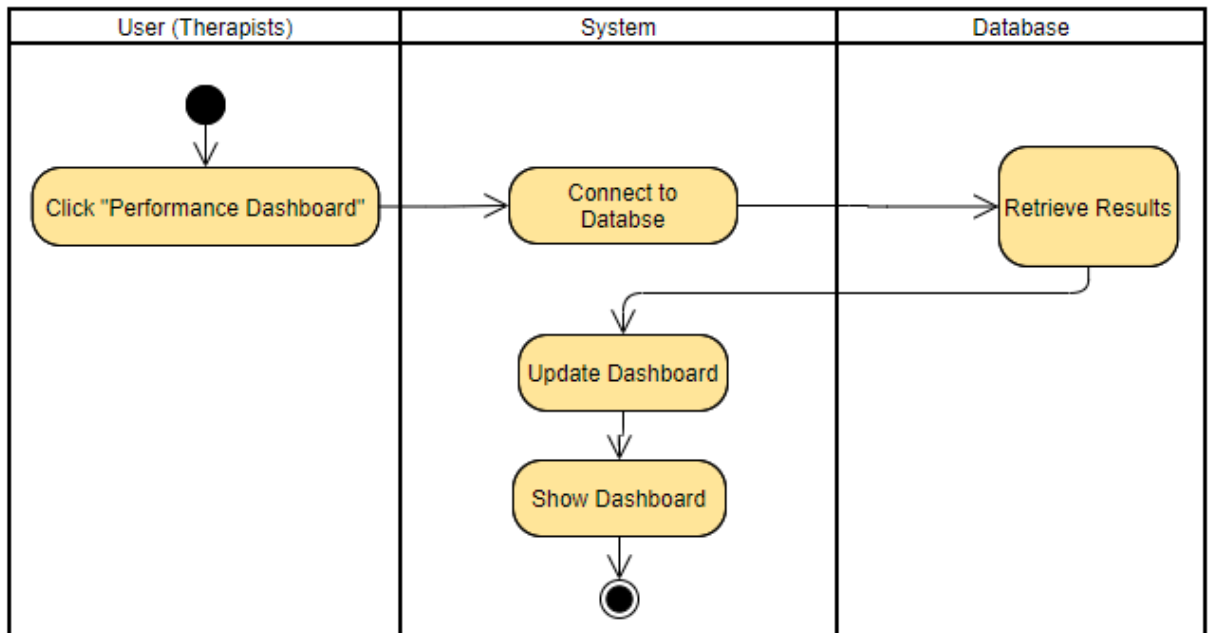 User (Therapists)
System
Database
Click "Performance Dashboard"
Connect to
Databse
Retrieve Results
Update Dashboard
Show Dashboard